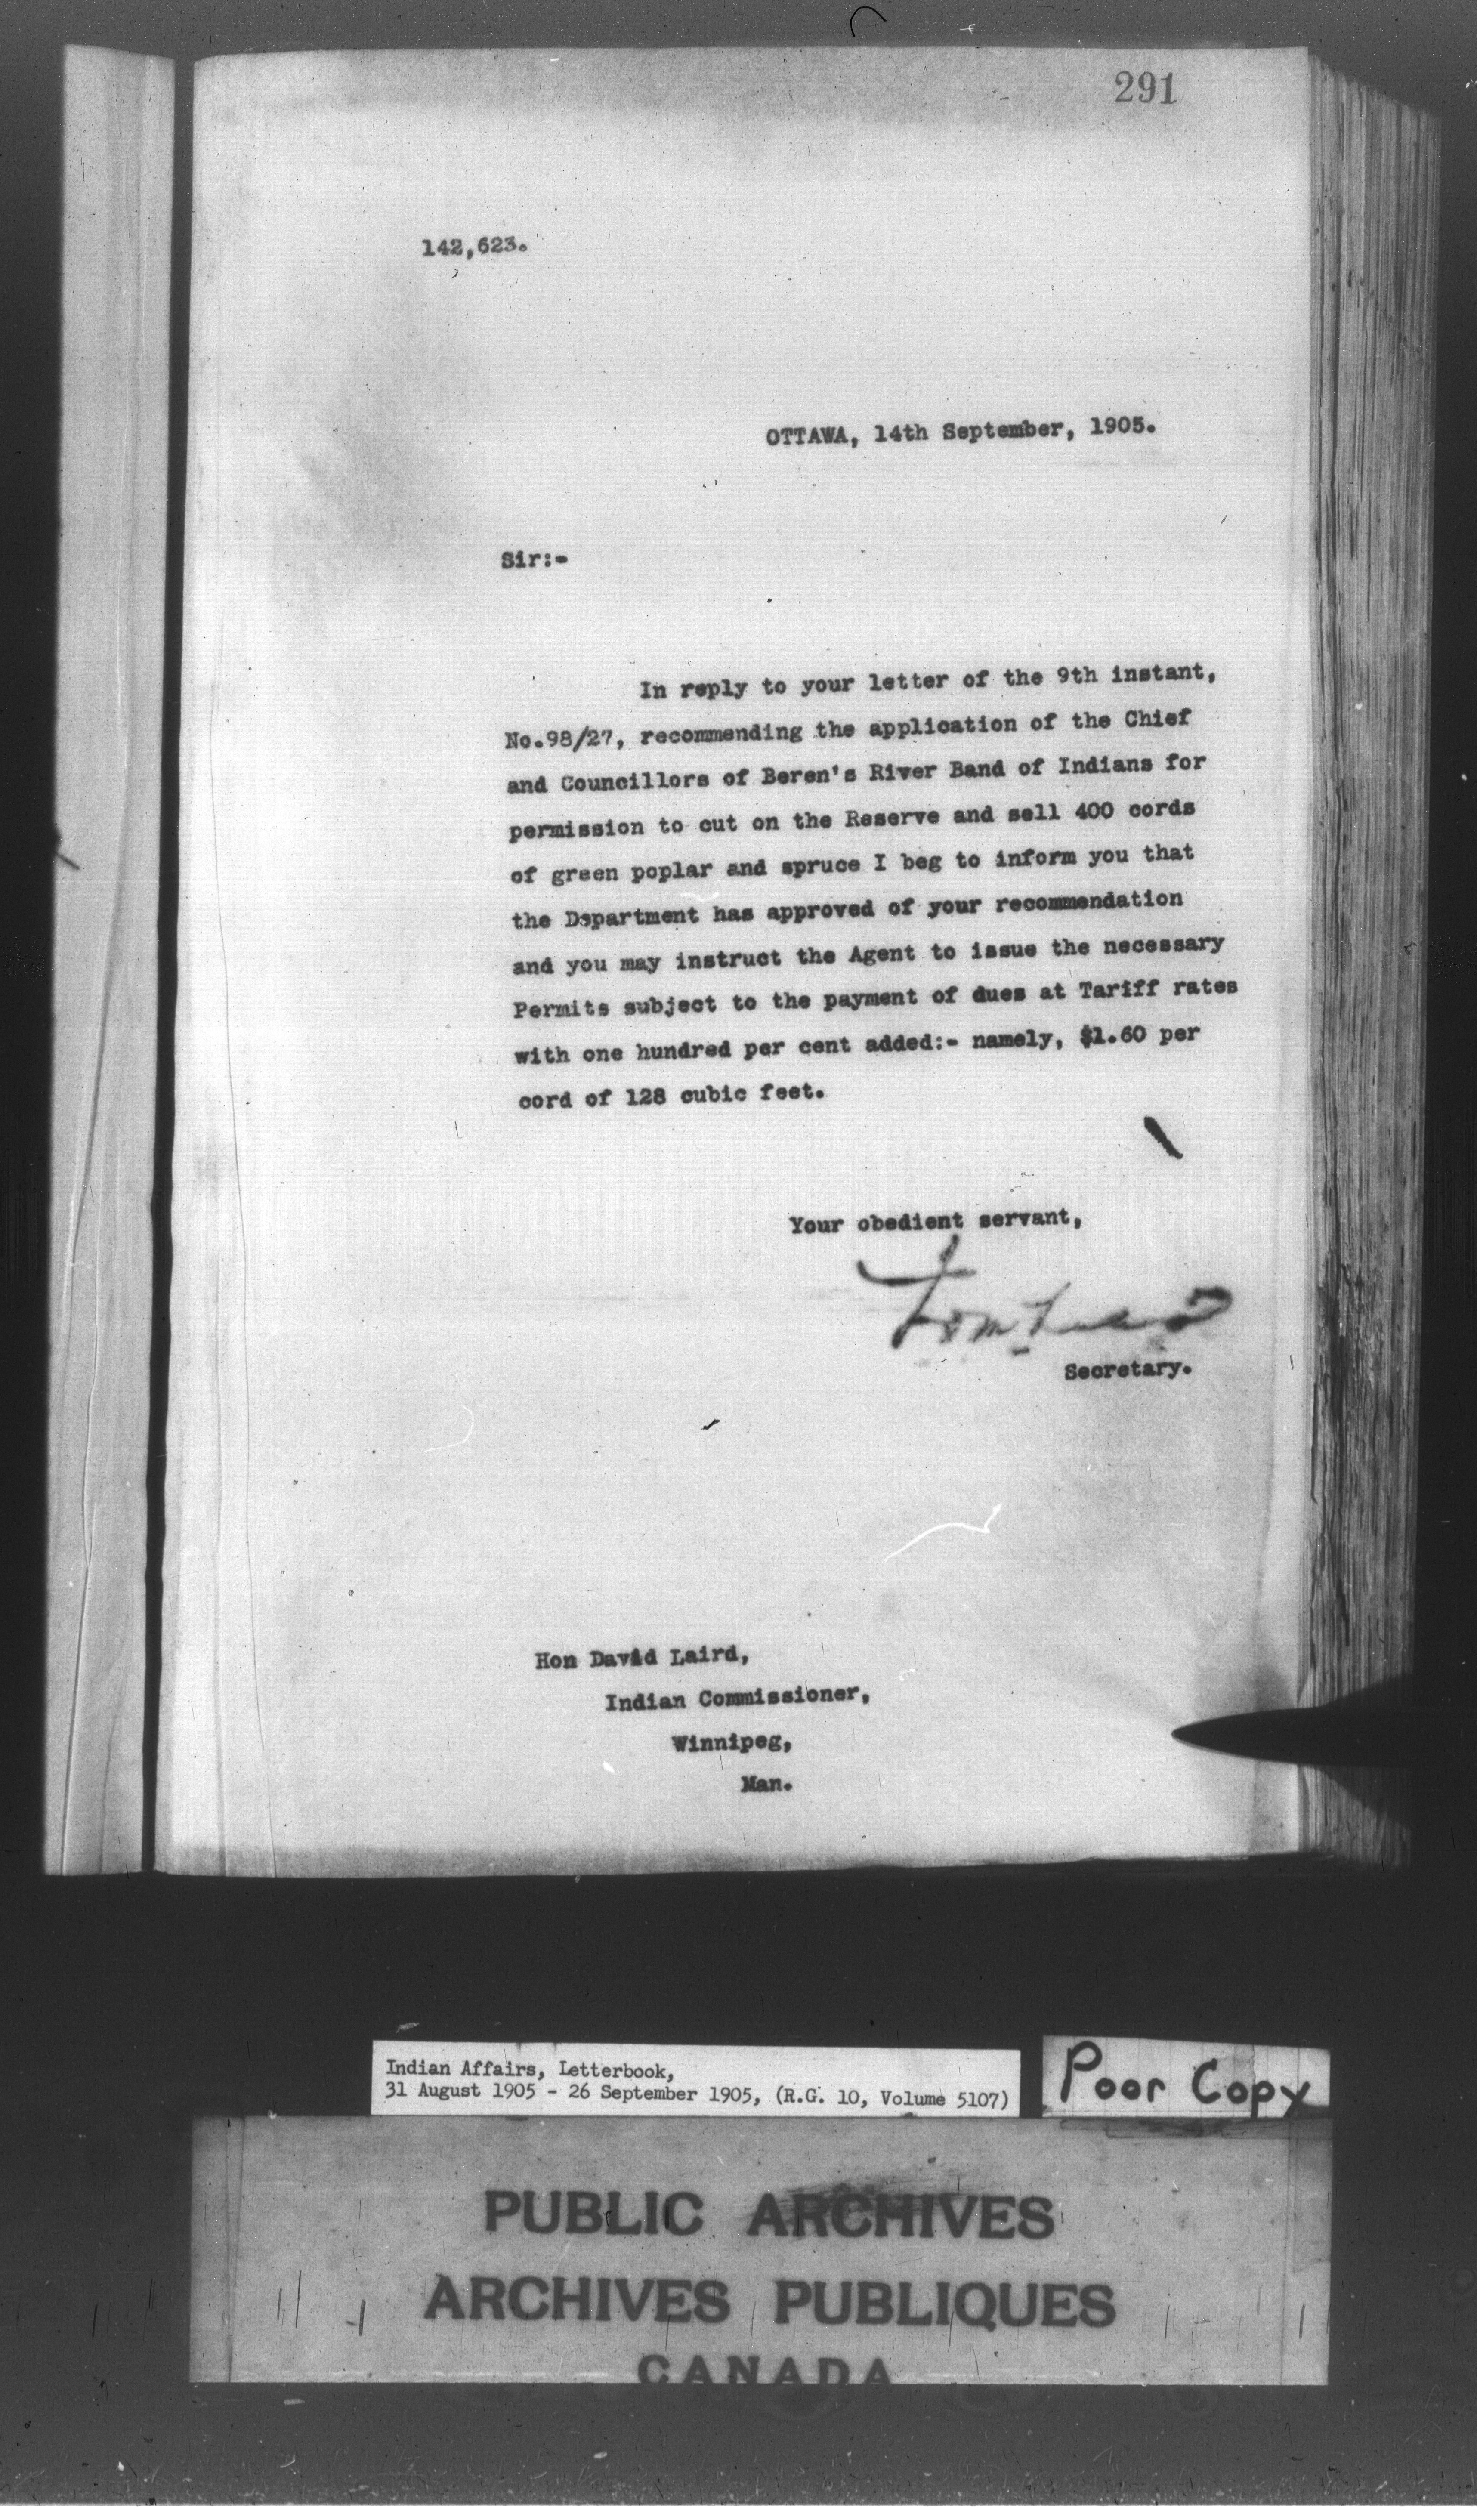 291
142,623.
OTTAWA, 14th September, 1905.
Sir:-
In reply to your letter of the 9th instant,
No.98/27, recommending the application of the Chief
and Councillors of Beren's River Band of Indians for
permission to cut on the Reserve and sell 400 cords
of green poplar and spruce I beg to inform you that
the Department has approved of your recommendation
and you may instruct the Agent to issue the necessary
Permits subject to the payment of dues at Tariff rates
with one hundred per cent added:- namely, $1.60 per
cord of 128 cubic feet.
Your obedient servant,
Secretary.
Hon David Laird,
Indian Commissioner,
Winnipeg,
Man.
Indian Affairs, Letterbook,
31 August 1905 - 26 September 1905, (R.G. 10, Volume 5107)
Poor Copy
PUBLIC ARCHIVES
ARCHIVES PUBLIQUES
CANADA